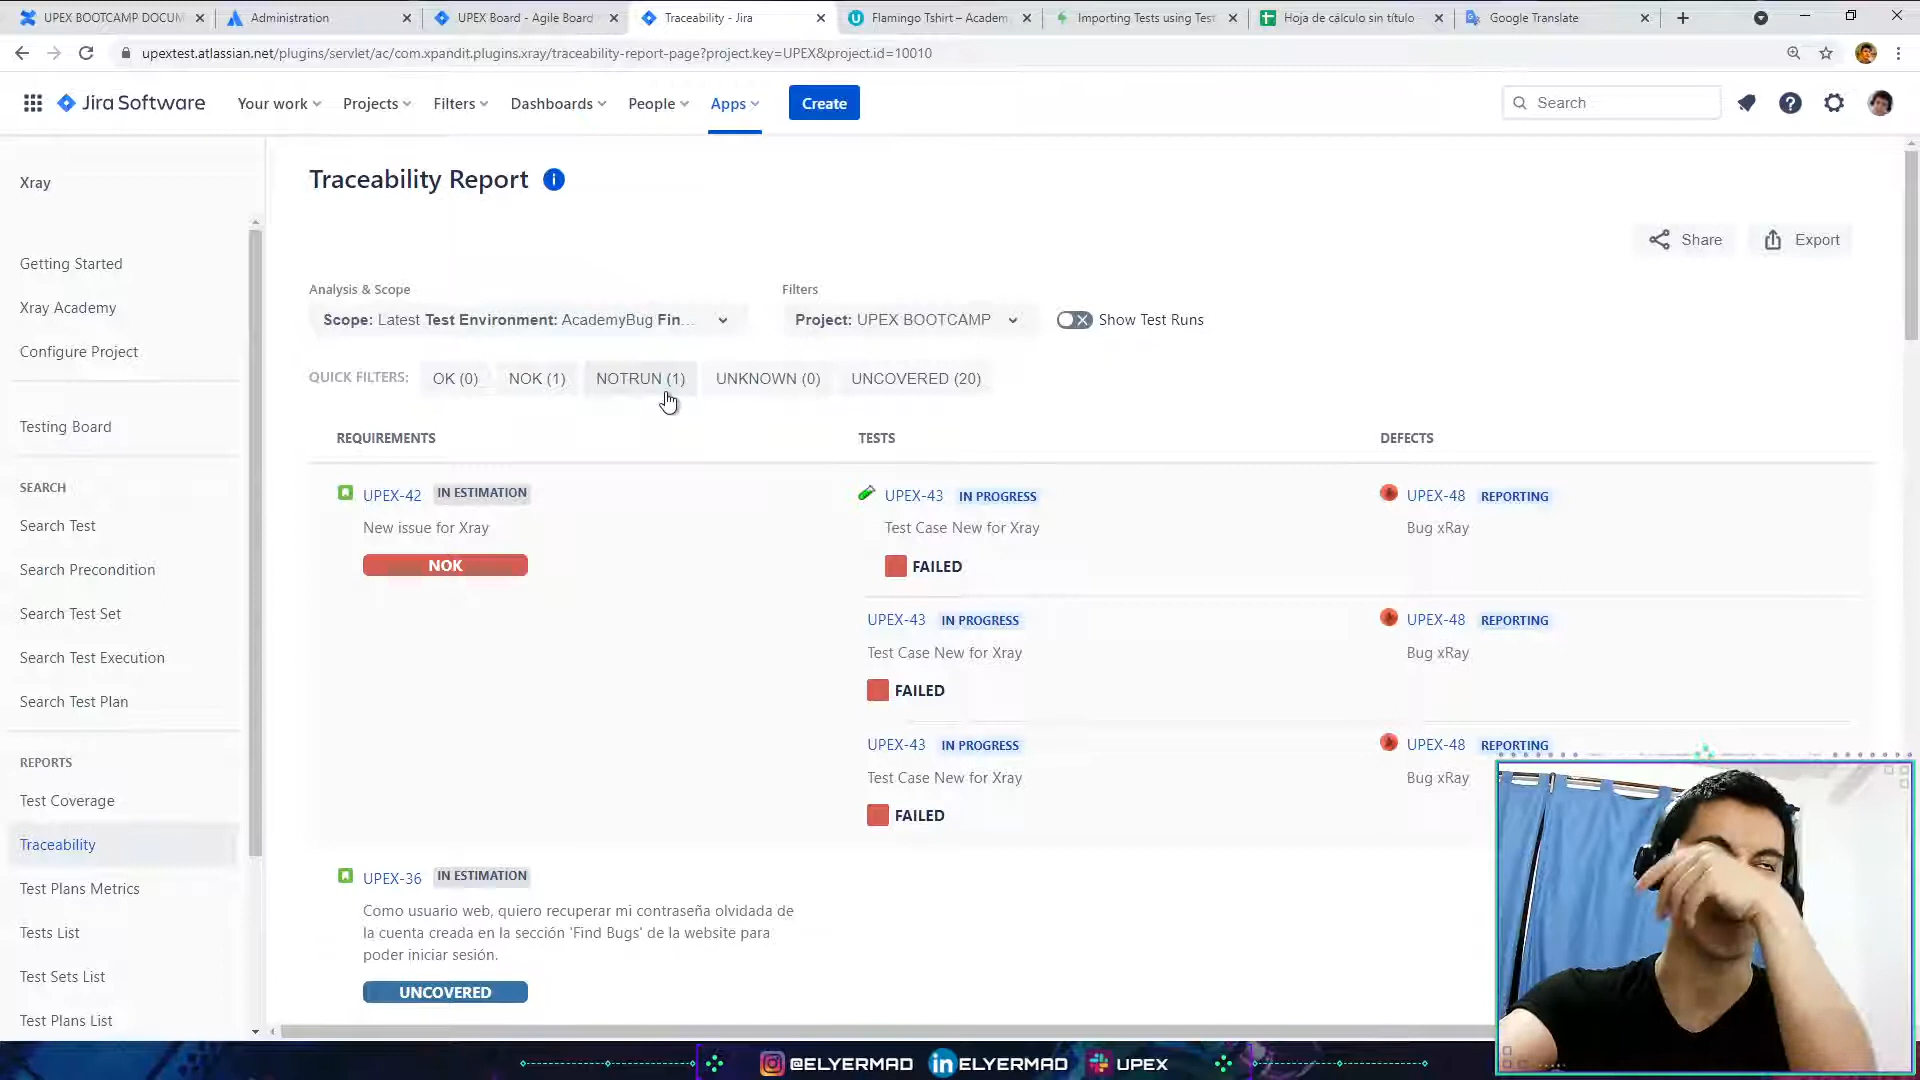 UPEX BOOTCAMP DOCUM
Administration
UPEX Board - Agile Board
Traceability - Jira
Flamingo Tshirt – Academ
Importing Tests using Test
Hoja de cálculo sin título
Google Translate
upextest.atlassian.net/plugins/servlet/ac/com.xpandit.plugins.xray/traceability-report-page?project.key=UPEX&project.id=10010
Jira Software
Your work
Projects
Filters
Dashboards
People
Apps
Create
Search
Xray
Getting Started
Xray Academy
Configure Project
Testing Board
SEARCH
Search Test
Search Precondition
Search Test Set
Search Test Execution
Search Test Plan
REPORTS
Test Coverage
Traceability
Test Plans Metrics
Tests List
Test Sets List
Test Plans List
Traceability Report
Share
Export
Analysis & Scope
Scope: Latest Test Environment: AcademyBug Fin...
Filters
Project: UPEX BOOTCAMP
Show Test Runs
QUICK FILTERS:
OK (0)
NOK (1)
NOTRUN (1)
UNKNOWN (0)
UNCOVERED (20)
REQUIREMENTS
TESTS
DEFECTS
UPEX-42 IN ESTIMATION
New issue for Xray
NOK
UPEX-43 IN PROGRESS
Test Case New for Xray
FAILED
UPEX-48 REPORTING
Bug xRay
UPEX-43 IN PROGRESS
Test Case New for Xray
FAILED
UPEX-48 REPORTING
Bug xRay
UPEX-43 IN PROGRESS
Test Case New for Xray
FAILED
UPEX-48 REPORTING
Bug xRay
UPEX-36 IN ESTIMATION
Como usuario web, quiero recuperar mi contraseña olvidada de
la cuenta creada en la sección 'Find Bugs' de la website para
poder iniciar sesión.
UNCOVERED
@ELYERMAD
in ELYERMAD
UPEX